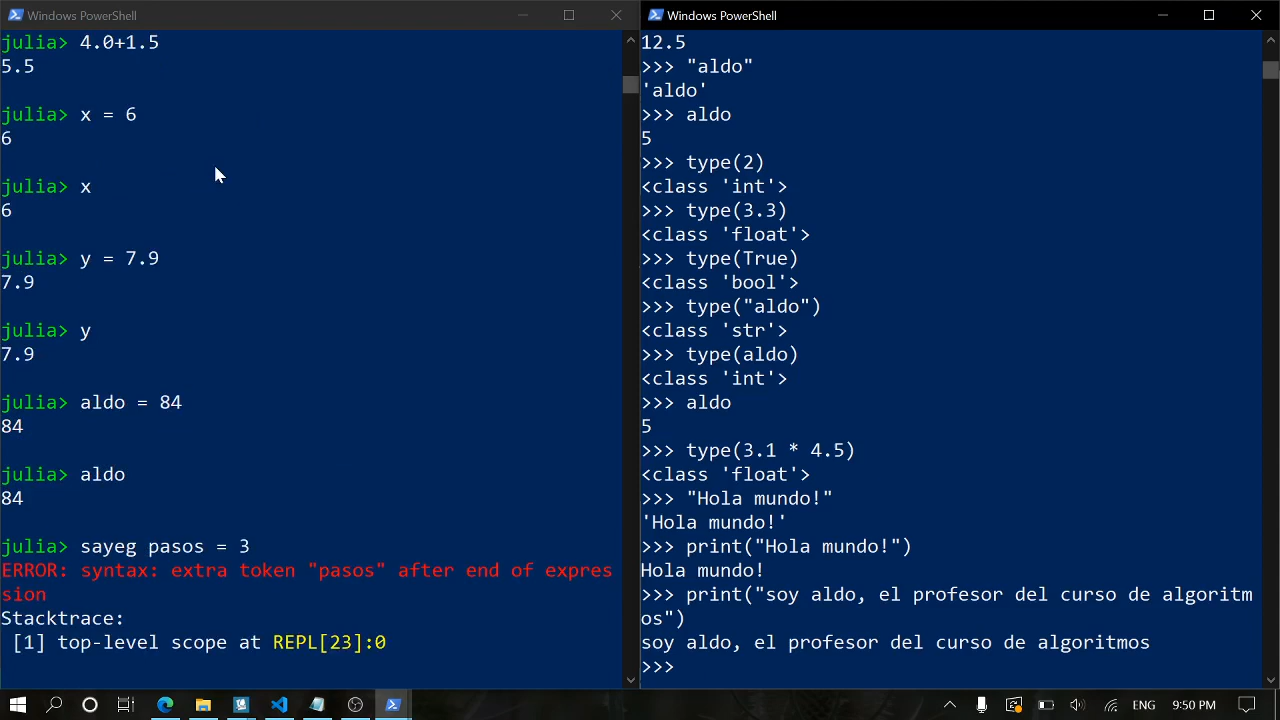 Windows PowerShell
julia> 4.0+1.5
5.5
julia> x = 6
6
julia> x
6
julia> y = 7.9
7.9
julia> y
7.9
julia> aldo = 84
84
julia> aldo
84
julia> sayeg pasos = 3
ERROR: syntax: extra token "pasos" after end of expres
sion
Stacktrace:
[1] top-level scope at REPL[23]:0
Windows PowerShell
12.5
>>> "aldo"
'aldo'
>>> aldo
5
>>> type(2)
<class 'int'>
>>> type(3.3)
<class 'float'>
>>> type(True)
<class 'bool'>
>>> type("aldo")
<class 'str'>
>>> type(aldo)
<class 'int'>
>>> aldo
5
>>> type(3.1 * 4.5)
<class 'float'>
>>> "Hola mundo!"
'Hola mundo!'
>>> print("Hola mundo!")
Hola mundo!
>>> print("soy aldo, el profesor del curso de algoritm
os")
soy aldo, el profesor del curso de algoritmos
>>>
ENG 9:50 PM